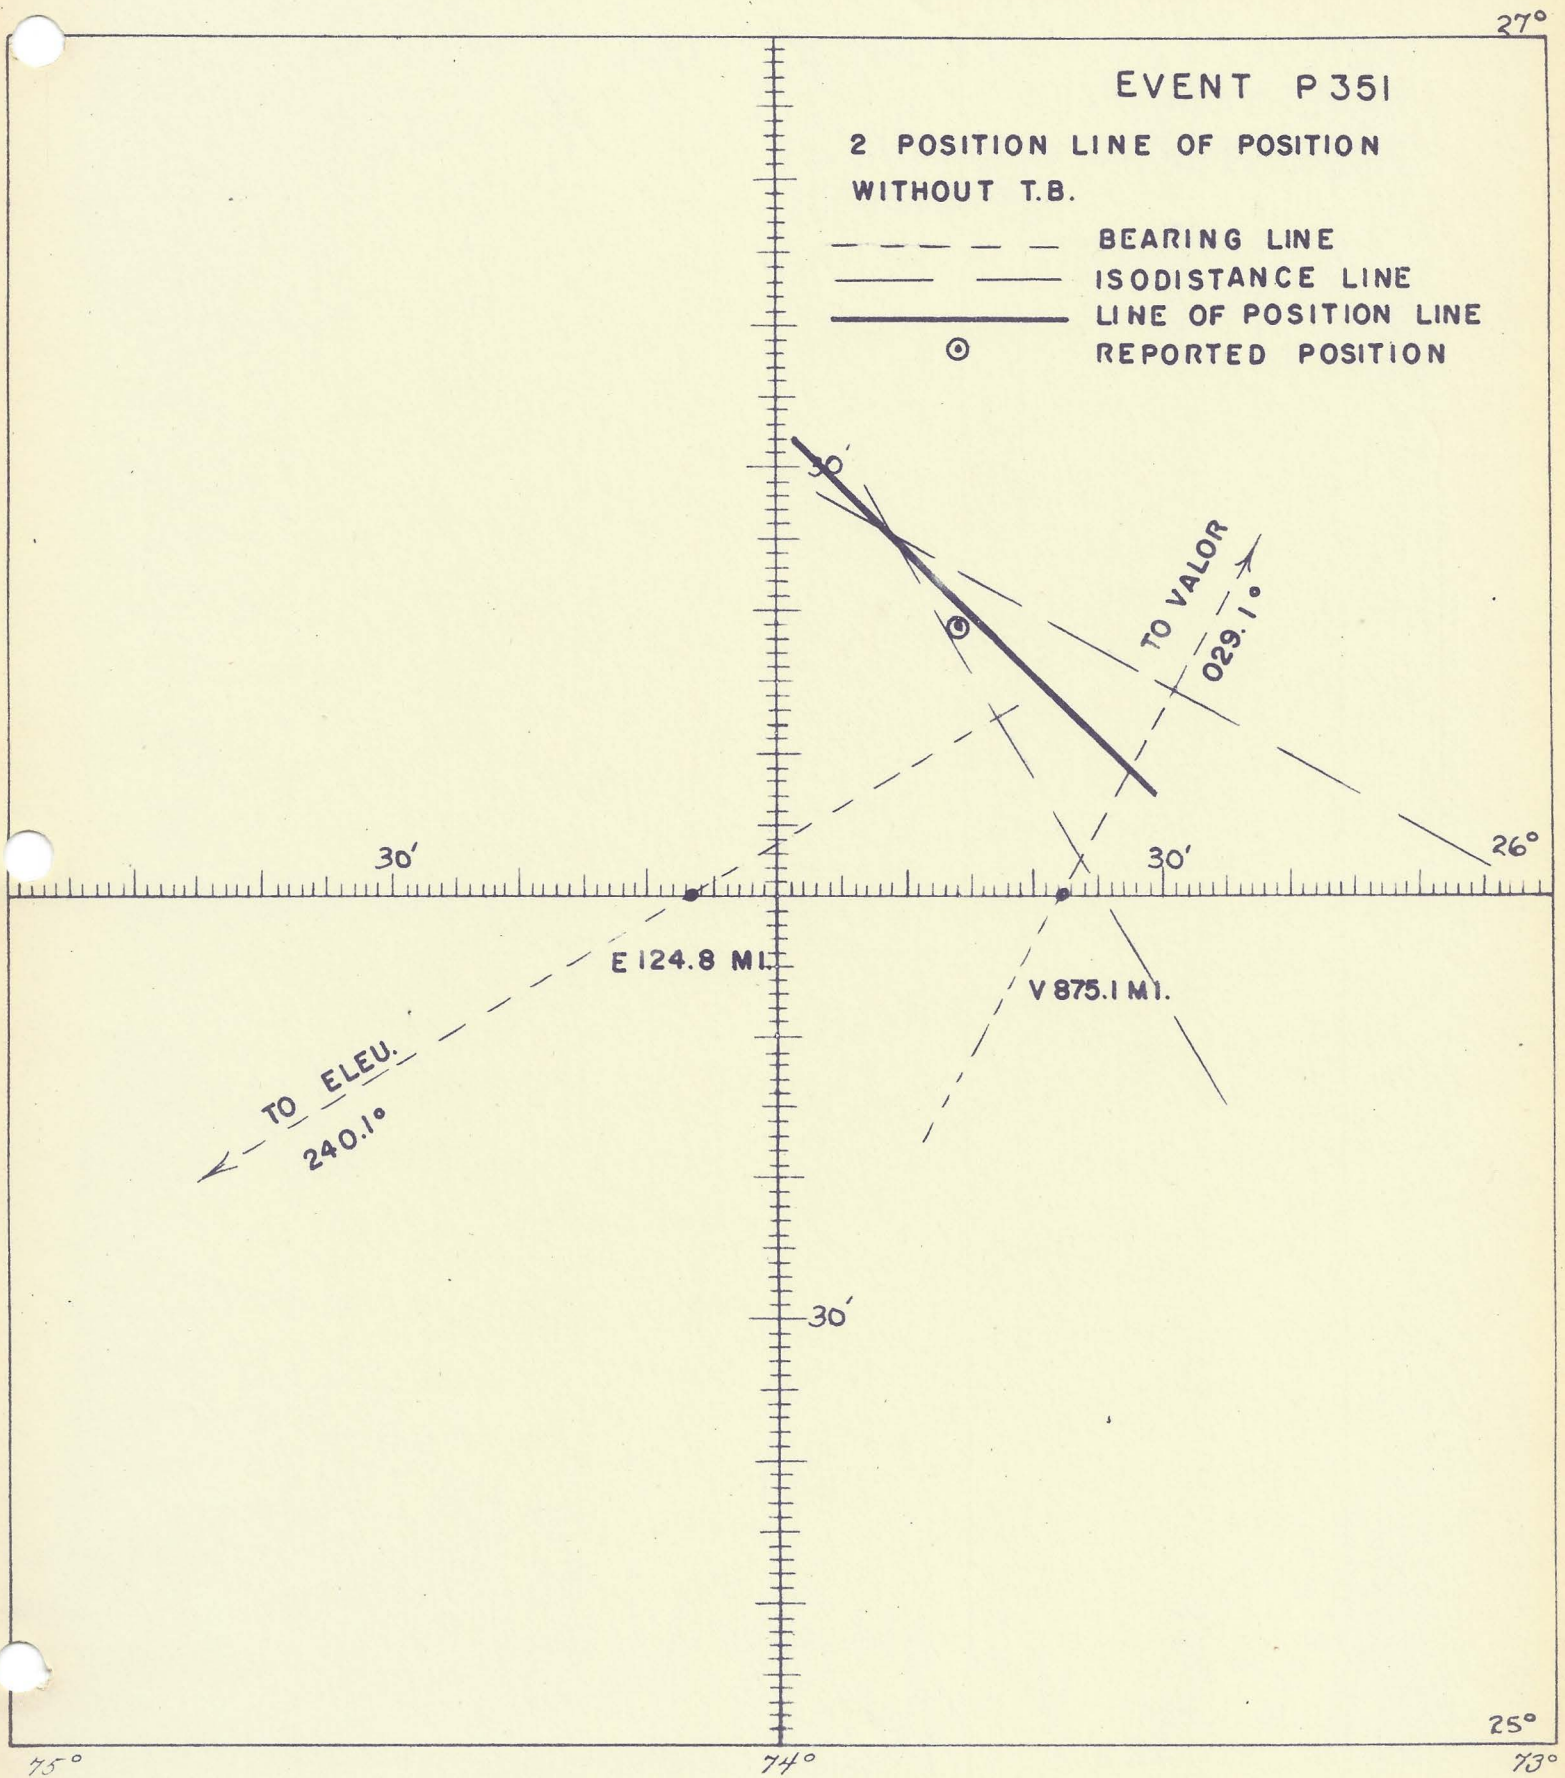 27°
EVENT P 351
2 POSITION LINE OF POSITION
WITHOUT T.B.
BEARING LINE
ISODISTANCE LINE
LINE OF POSITION LINE
REPORTED POSITION
30'
TO VALOR
029.1°
30'
30'
26°
E 124.8 MI.
V 875.1 MI.
TO ELEU.
240.1°
30'
25°
75°
74°
73°